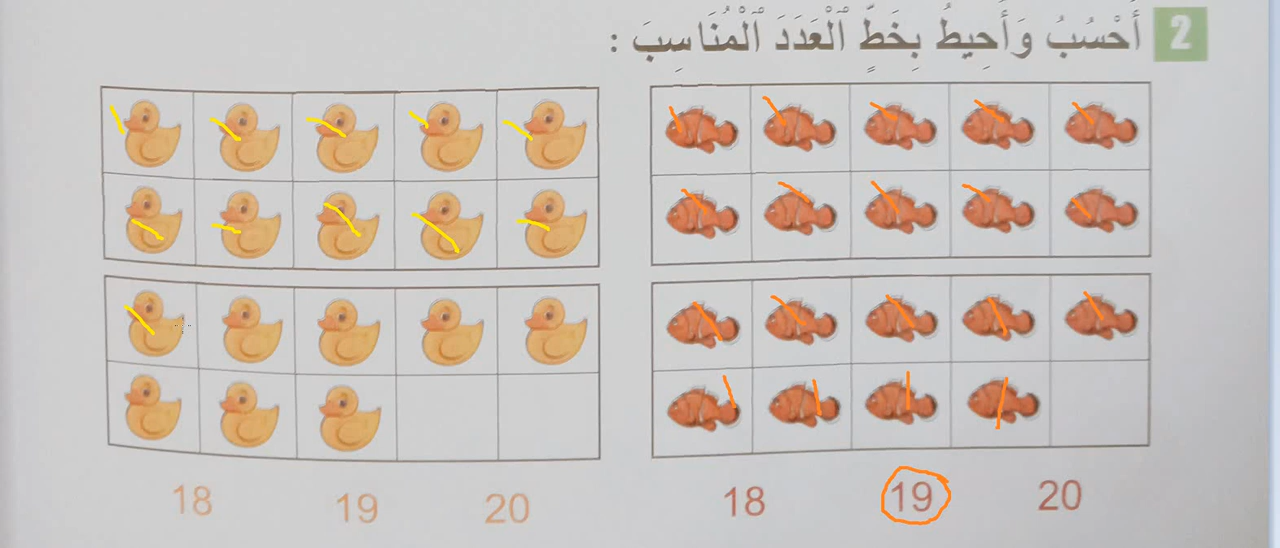 2 أَحْسُبُ وَأُحِيطُ بِخَطٍّ ٱلْعَدَدَ ٱلْمُنَاسِبَ :
18 19 20 18 19 20